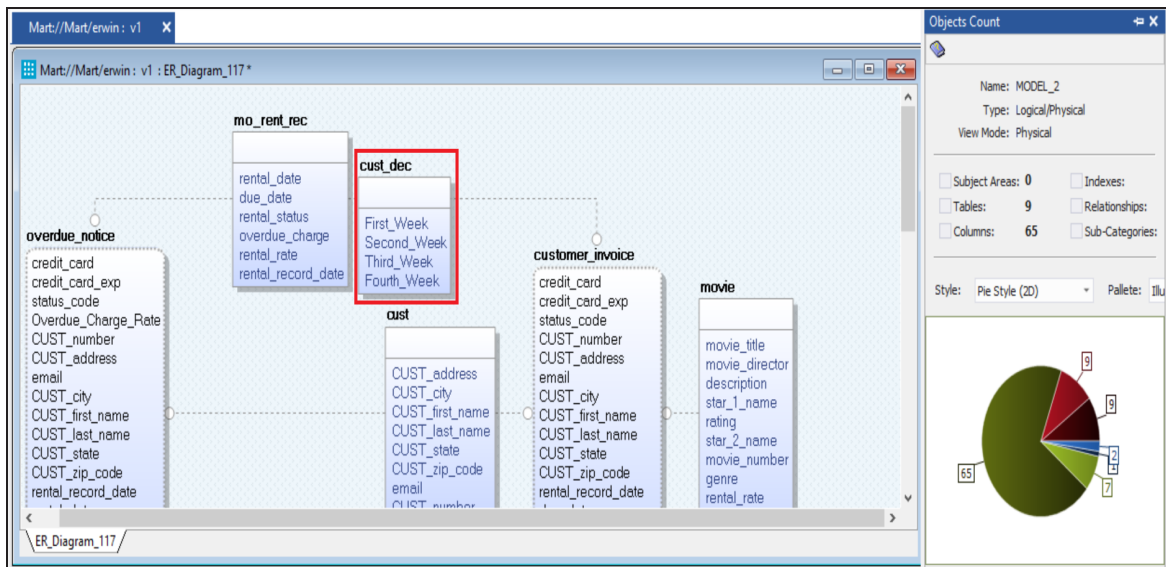 Mart://Mart/erwin : v1 X
Mart://Mart/erwin : v1 : ER_Diagram_117 *
mo_rent_rec
rental_date
due_date
rental_status
overdue_charge
rental_rate
rental_record_date
cust_dec
First_Week
Second_Week
Third_Week
Fourth_Week
overdue_notice
credit_card
credit_card_exp
status_code
Overdue_Charge_Rate
CUST_number
CUST_address
email
CUST_city
CUST_first_name
CUST_last_name
CUST_state
CUST_zip_code
rental_record_date
cust
CUST_address
CUST_city
CUST_first_name
CUST_last_name
CUST_state
CUST_zip_code
email
CUST_number
customer_invoice
credit_card
credit_card_exp
status_code
CUST_number
CUST_address
email
CUST_city
CUST_first_name
CUST_last_name
CUST_state
CUST_zip_code
rental_record_date
movie
movie_title
movie_director
description
star_1_name
rating
star_2_name
movie_number
genre
rental_rate
ER_Diagram_117
Objects Count
Name: MODEL_2
Type: Logical/Physical
View Mode: Physical
Subject Areas: 0 Indexes:
Tables: 9 Relationships:
Columns: 65 Sub-Categories:
Style: Pie Style (2D) Pallete: Illu
9
9
2
1
7
65